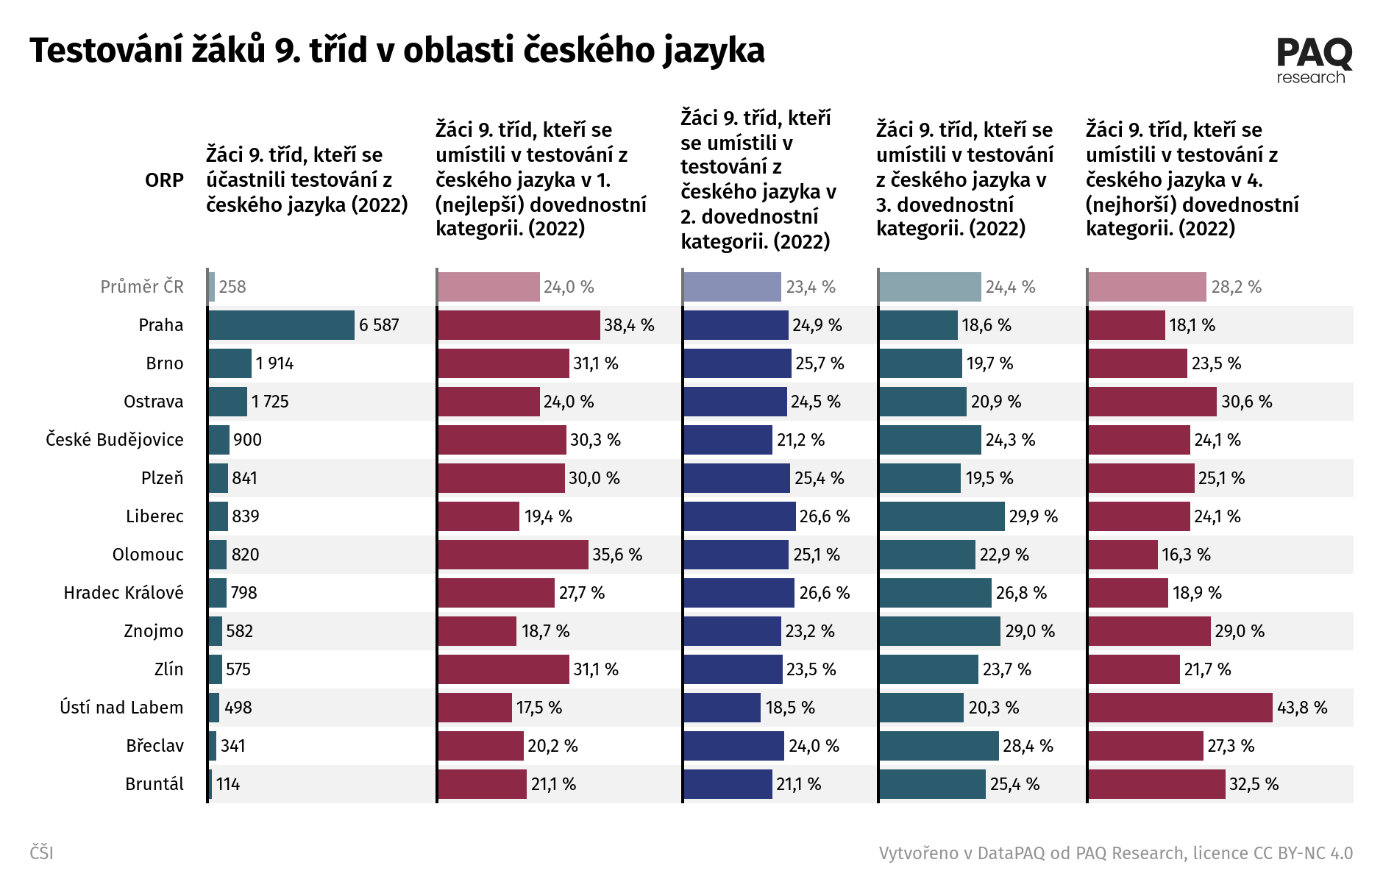 Testování žáků 9. tříd v oblasti českého jazyka
PAQ
research
ORP
Žáci 9. tříd, kteří se
účastnili testování z
českého jazyka (2022)
Žáci 9. tříd, kteří se
umístili v testování z
českého jazyka v 1.
(nejlepší) dovednostní
kategorii. (2022)
Žáci 9. tříd, kteří
se umístili v
testování z
českého jazyka v
2. dovednostní
kategorii. (2022)
Žáci 9. tříd, kteří se
umístili v testování
z českého jazyka v
3. dovednostní
kategorii. (2022)
Žáci 9. tříd, kteří se
umístili v testování z
českého jazyka v 4.
(nejhorší) dovednostní
kategorii. (2022)
Průměr ČR 258 24,0 % 23,4 % 24,4 % 28,2 %
Praha 6 587 38,4 % 24,9 % 18,6 % 18,1 %
Brno 1 914 31,1 % 25,7 % 19,7 % 23,5 %
Ostrava 1 725 24,0 % 24,5 % 20,9 % 30,6 %
České Budějovice 900 30,3 % 21,2 % 24,3 % 24,1 %
Plzeň 841 30,0 % 25,4 % 19,5 % 25,1 %
Liberec 839 19,4 % 26,6 % 29,9 % 24,1 %
Olomouc 820 35,6 % 25,1 % 22,9 % 16,3 %
Hradec Králové 798 27,7 % 26,6 % 26,8 % 18,9 %
Znojmo 582 18,7 % 23,2 % 29,0 % 29,0 %
Zlín 575 31,1 % 23,5 % 23,7 % 21,7 %
Ústí nad Labem 498 17,5 % 18,5 % 20,3 % 43,8 %
Břeclav 341 20,2 % 24,0 % 28,4 % 27,3 %
Bruntál 114 21,1 % 21,1 % 25,4 % 32,5 %
ČŠI
Vytvořeno v DataPAQ od PAQ Research, licence CC BY-NC 4.0